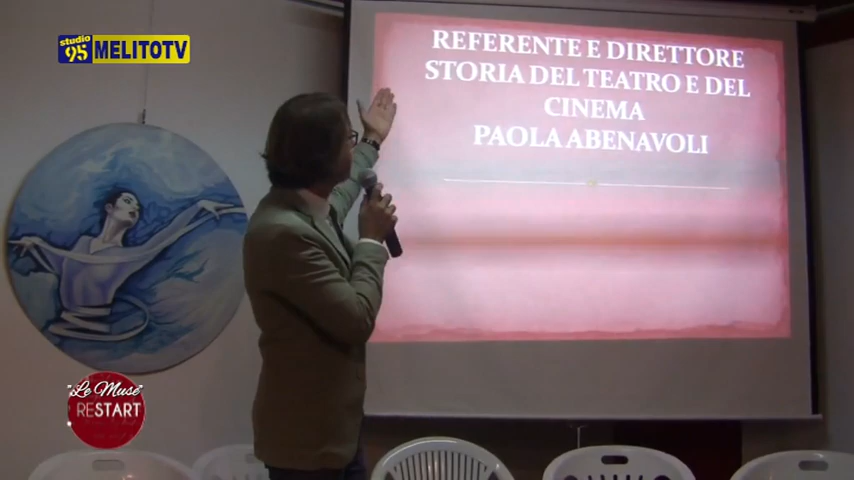 studio
95 MELITOTV
REFERENTE E DIRETTORE
STORIA DEL TEATRO E DEL
CINEMA
PAOLA ABENAVOLI
"Le Muse"
RESTART